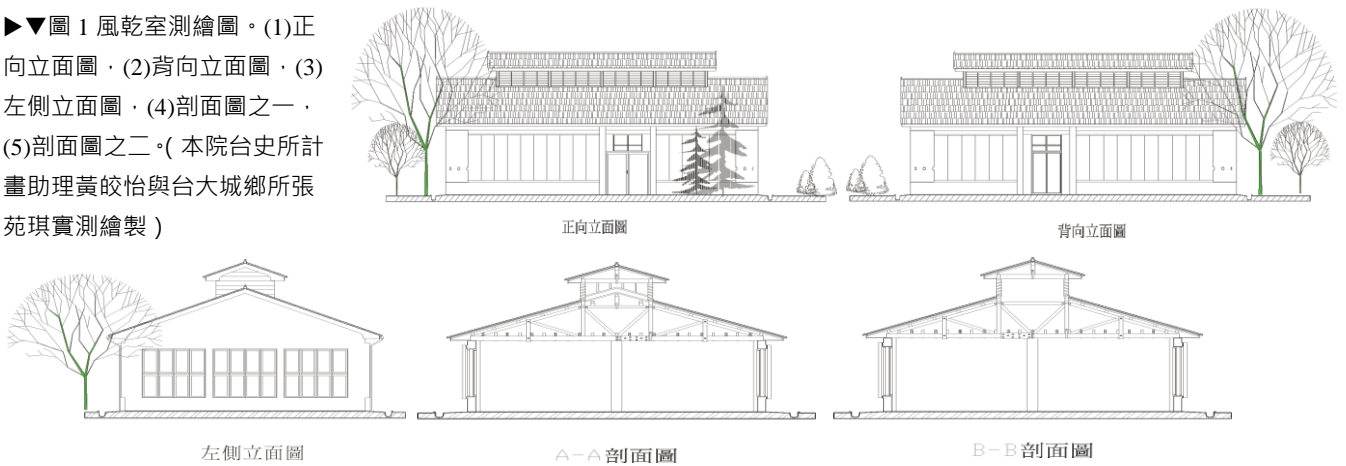 ▶▼圖 1 風乾室測繪圖。(1)正
向立面圖，(2)背向立面圖，(3)
左側立面圖，(4)剖面圖之一，
(5)剖面圖之二。(本院台史所計
畫助理黃皎怡與台大城鄉所張
苑琪實測繪製)
正向立面圖
背向立面圖
左側立面圖
A-A剖面圖
B-B剖面圖